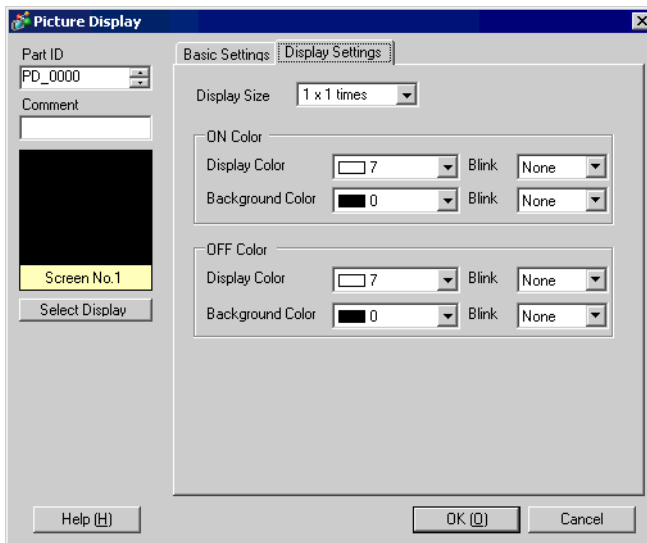 Picture Display
Part ID
PD_0000
Comment
Screen No.1
Select Display
Basic Settings Display Settings
Display Size 1 x 1 times
ON Color
Display Color 7 Blink None
Background Color 0 Blink None
OFF Color
Display Color 7 Blink None
Background Color 0 Blink None
Help (H) OK (O) Cancel